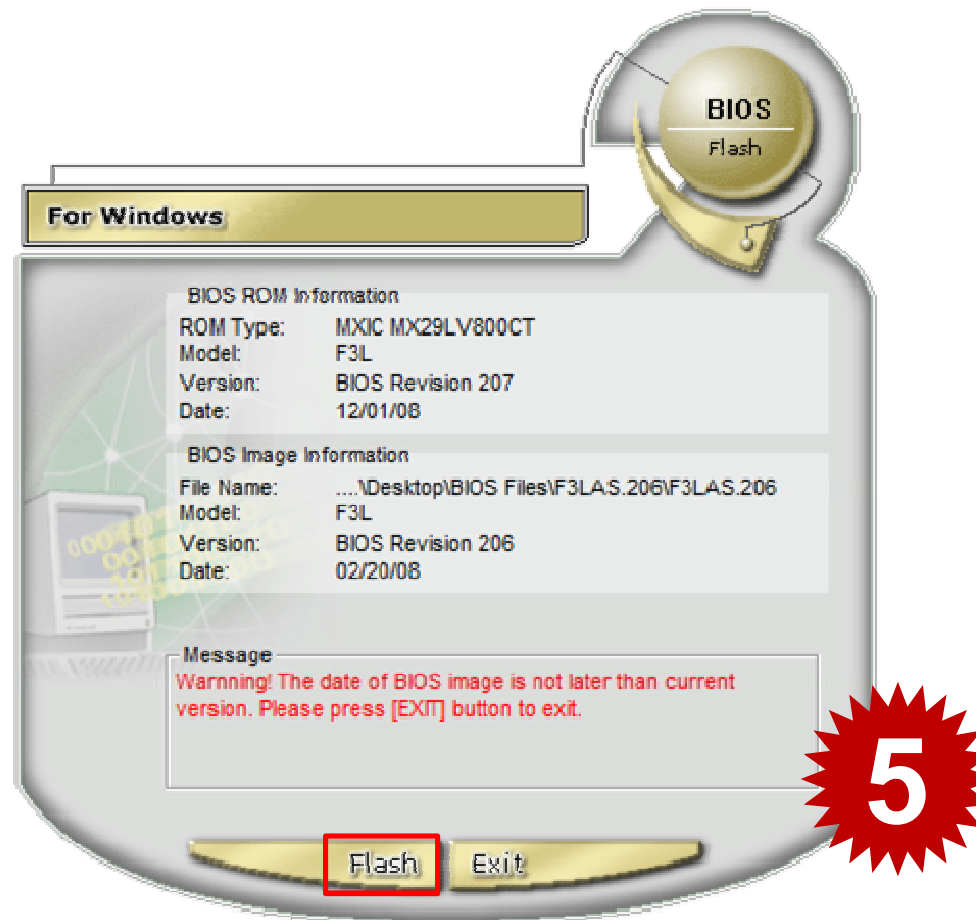 BIOS
Flash
For Windows
BIOS ROM Information
ROM Type: MXIC MX29LV800CT
Model: F3L
Version: BIOS Revision 207
Date: 12/01/08
BIOS Image Information
File Name: ....\Desktop\BIOS Files\F3LAS.206\F3LAS.206
Model: F3L
Version: BIOS Revision 206
Date: 02/20/08
Message
Warnning! The date of BIOS image is not later than current
version. Please press [EXIT] button to exit.
5
Flash Exit